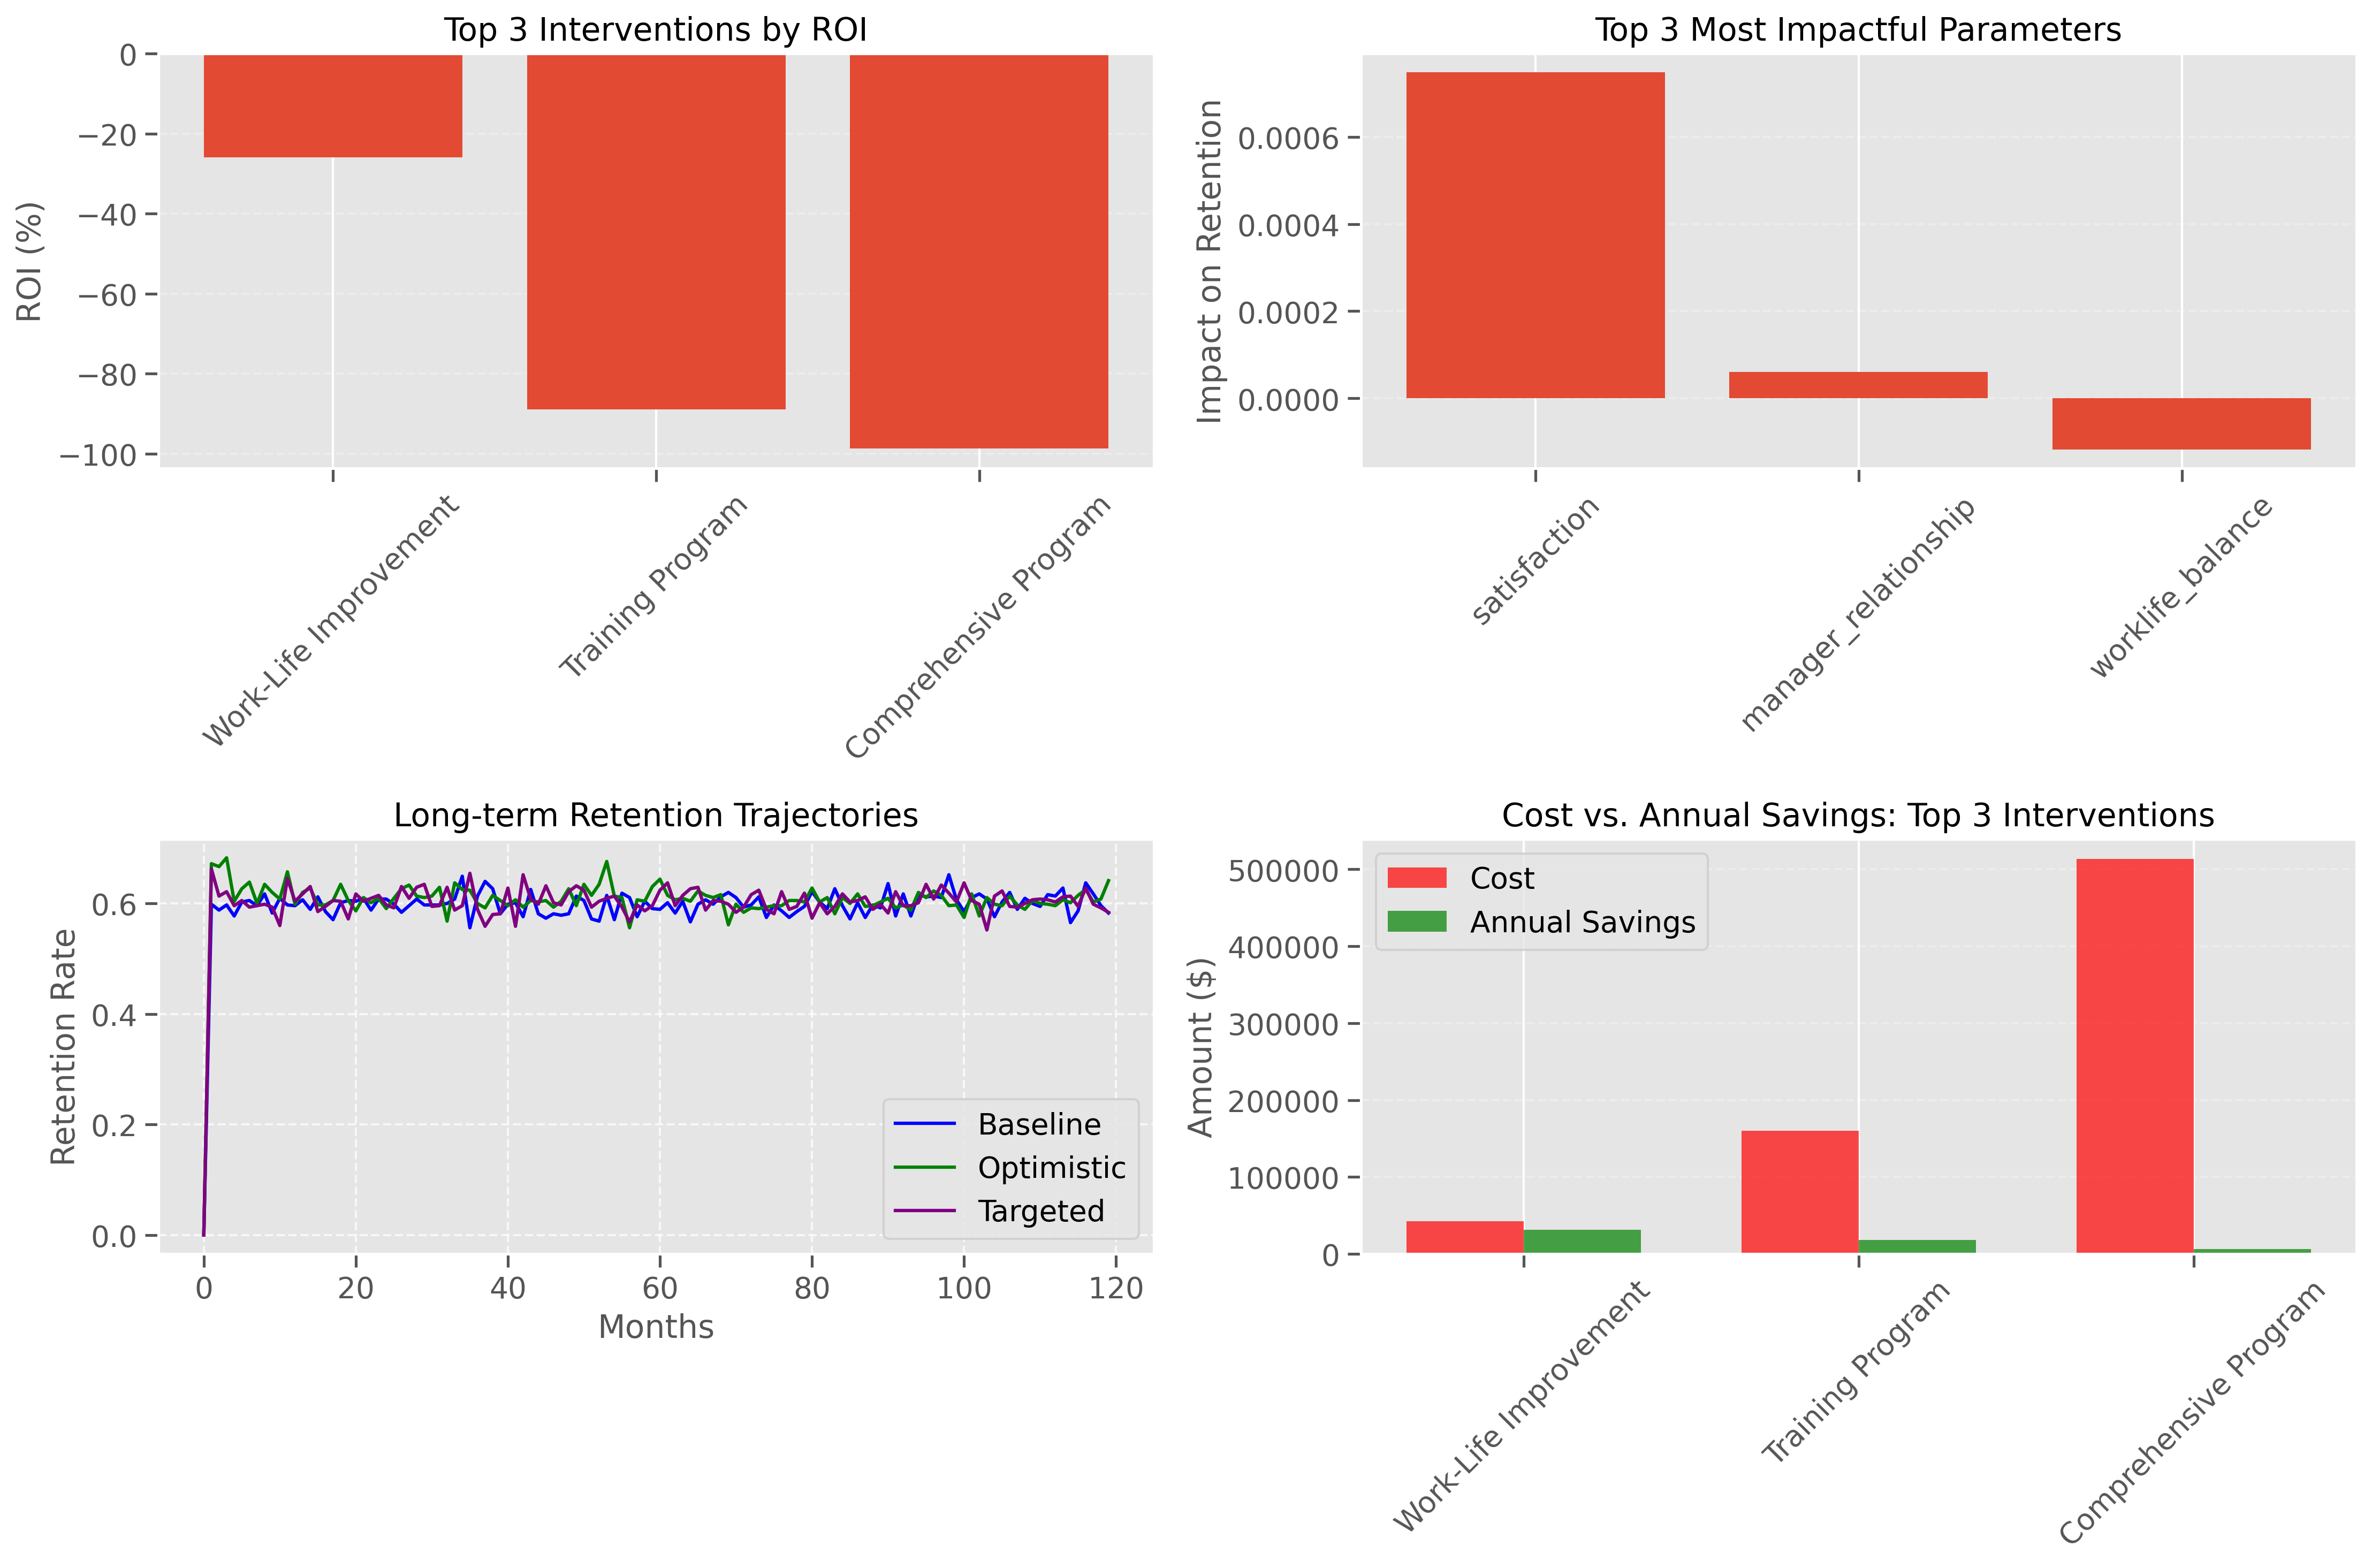 Top 3 Interventions by ROI
ROI (%)
0
−20
−40
−60
−80
−100
Work-Life Improvement
Training Program
Comprehensive Program
Top 3 Most Impactful Parameters
Impact on Retention
0.0006
0.0004
0.0002
0.0000
satisfaction
manager_relationship
worklife_balance
Long-term Retention Trajectories
Retention Rate
0.6
0.4
0.2
0.0
Baseline
Optimistic
Targeted
0 20 40 60 80 100 120
Months
Cost vs. Annual Savings: Top 3 Interventions
Amount ($)
500000
400000
300000
200000
100000
0
Cost
Annual Savings
Work-Life Improvement
Training Program
Comprehensive Program